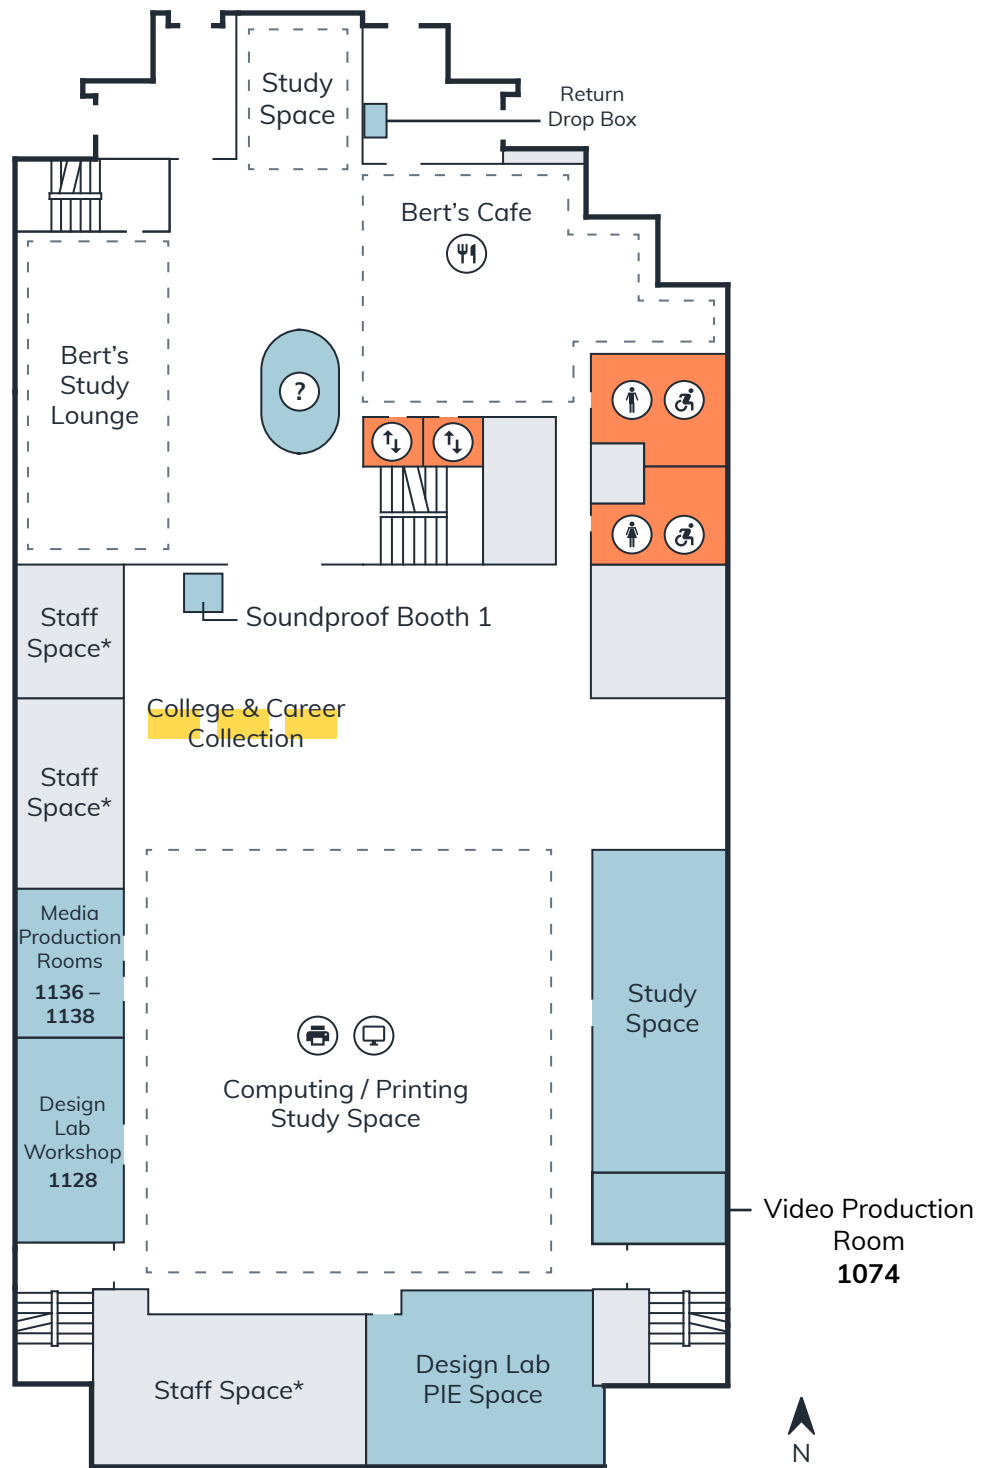 Study
Space
Return
Drop Box
Bert's Cafe
Bert's
Study
Lounge
?
Staff
Space*
Soundproof Booth 1
College & Career
Collection
Staff
Space*
Media
Production
Rooms
1136 –
1138
Study
Space
Computing / Printing
Study Space
Design
Lab
Workshop
1128
Video Production
Room
1074
Design Lab
PIE Space
Staff Space*
N